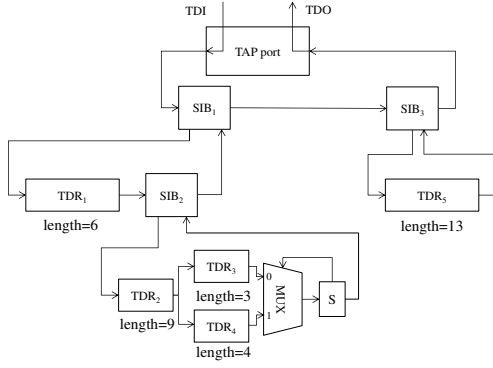 TDI
TDO
TAP port
SIB₁
SIB₃
TDR₁
length=6
SIB₂
TDR₅
length=13
TDR₂
length=9
TDR₃
length=3
TDR₄
length=4
0
1
MUX
S